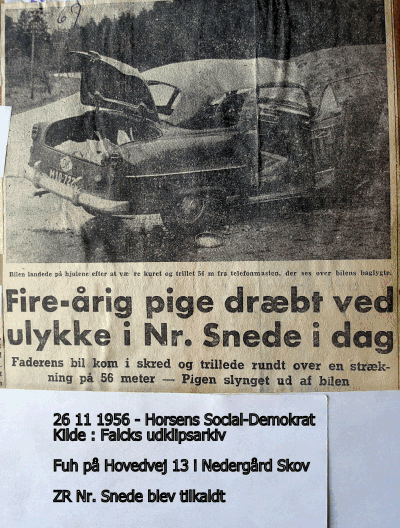 69
Bilen landede på hjulene efter at være kuret og trillet 56 m fra telefonmasten, der ses over bilens baglygte.
Fire-årig pige dræbt ved
ulykke i Nr. Snede i dag
Faderens bil kom i skred og trillede rundt over en stræk-
ning på 56 meter — Pigen slynget ud af bilen
26 11 1956 - Horsens Social-Demokrat
Kilde : Falcks udklipsarkiv
Fuh på Hovedvej 13 i Nedergård Skov
ZR Nr. Snede blev tilkaldt